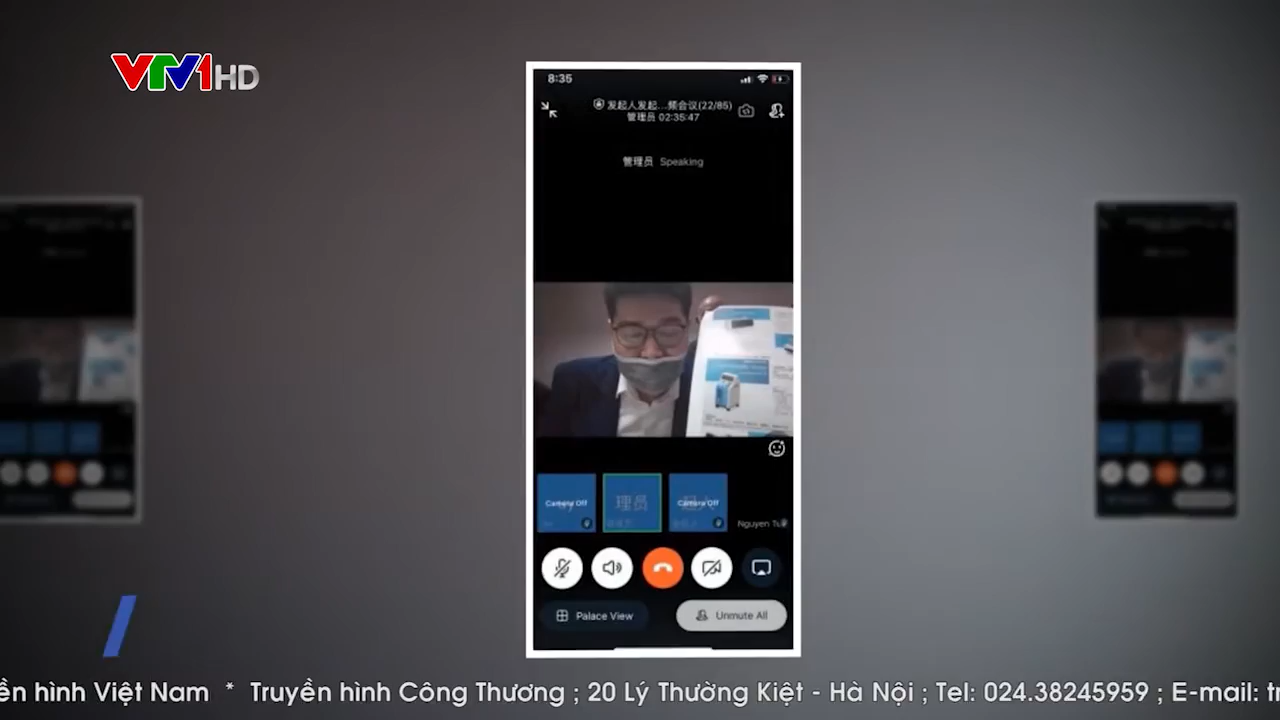 VTV1 HD
8:35
发起人发起...频会议(22/85)
管理员 02:35:47
管理员 Speaking
Camera Off
理员
Camera Off
Nguyen Tu
Palace View
Unmute All
ền hình Việt Nam * Truyền hình Công Thương ; 20 Lý Thường Kiệt - Hà Nội ; Tel: 024.38245959 ; E-mail: tr